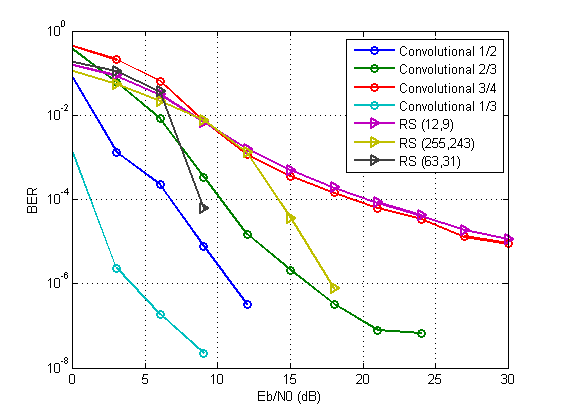 10^0
10^-2
10^-4
10^-6
10^-8
BER
0 5 10 15 20 25 30
Eb/N0 (dB)
Convolutional 1/2
Convolutional 2/3
Convolutional 3/4
Convolutional 1/3
RS (12,9)
RS (255,243)
RS (63,31)